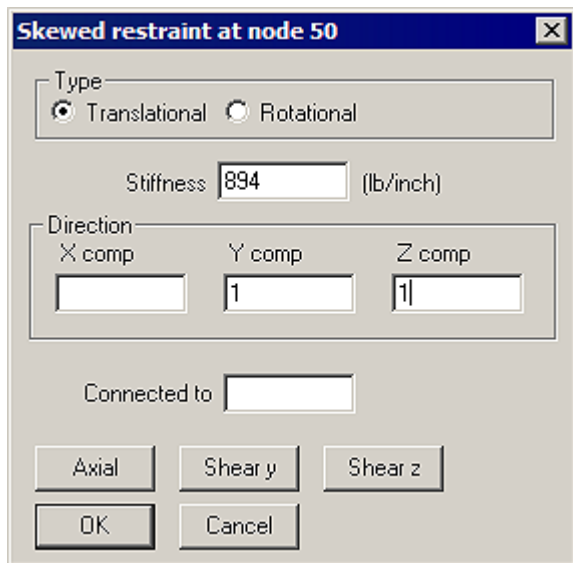 Skewed restraint at node 50
Type
Translational Rotational
Stiffness 894 (lb/inch)
Direction
X comp Y comp Z comp
1 1
Connected to
Axial Shear y Shear z
OK Cancel